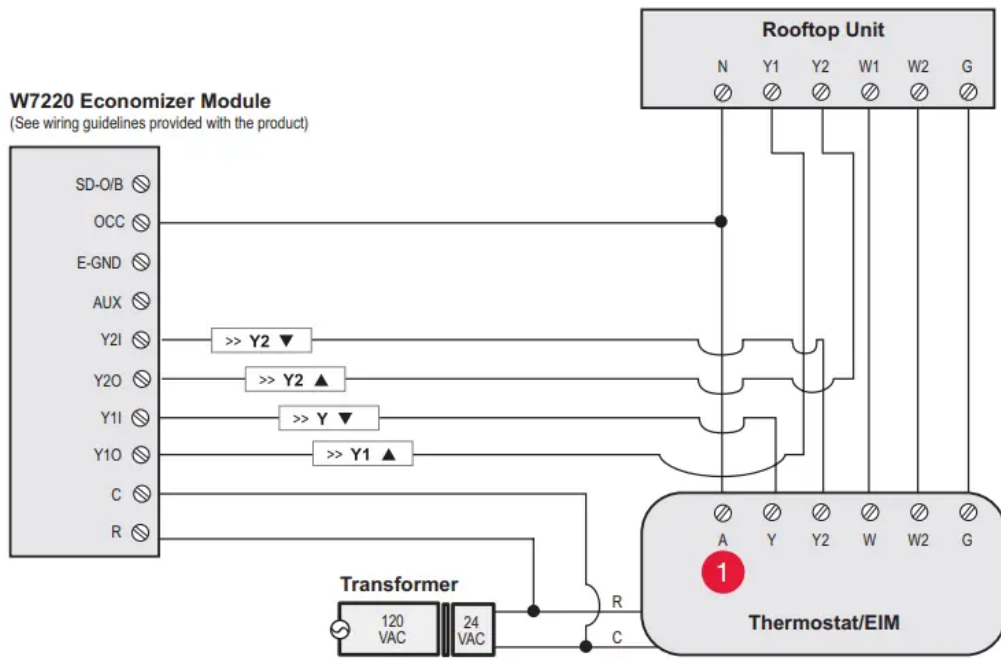 Rooftop Unit
N Y1 Y2 W1 W2 G
W7220 Economizer Module
(See wiring guidelines provided with the product)
SD-O/B
OCC
E-GND
AUX
Y2I
>> Y2 ▼
Y2O
>> Y2 ▲
Y1I
>> Y ▼
Y1O
>> Y1 ▲
C
R
A Y Y2 W W2 G
1
Thermostat/EIM
Transformer
120
VAC
24
VAC
R
C